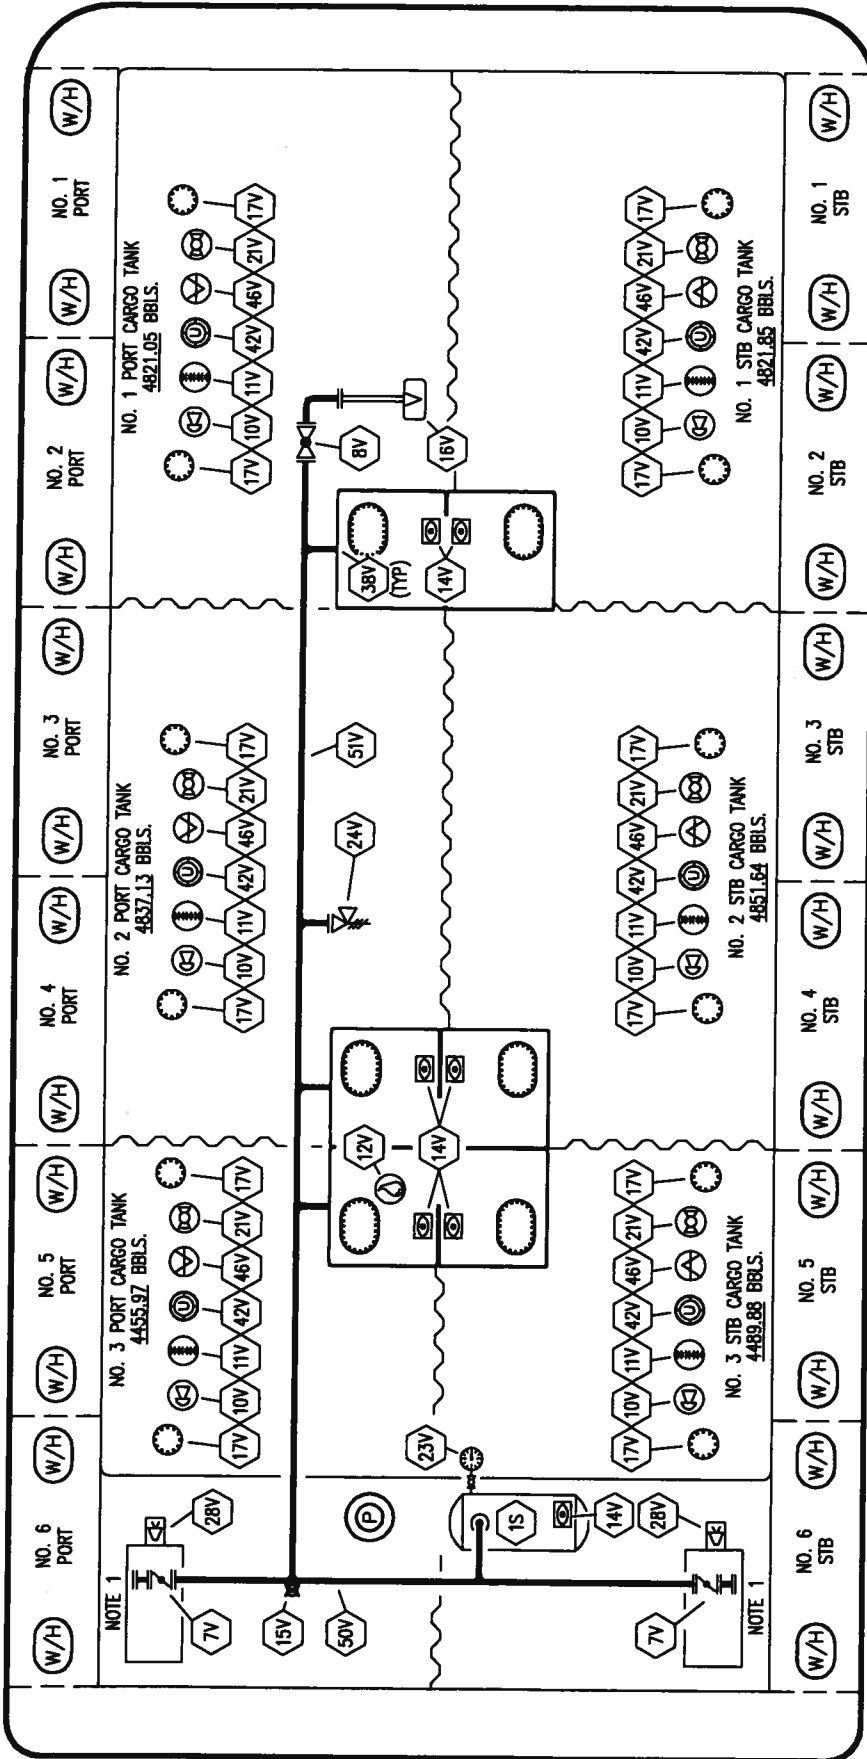 W/H
NO. 6
PORT
W/H
W/H
NO. 5
PORT
W/H
W/H
NO. 4
PORT
W/H
W/H
NO. 3
PORT
W/H
W/H
NO. 2
PORT
W/H
W/H
NO. 1
PORT
W/H
NOTE 1
7V
28V
NO. 3 PORT CARGO TANK
4455.97 BBLS.
U
17V 10V 11V 42V 46V 21V 17V
NO. 2 PORT CARGO TANK
4837.13 BBLS.
U
17V 10V 11V 42V 46V 21V 17V
NO. 1 PORT CARGO TANK
4821.05 BBLS.
U
17V 10V 11V 42V 46V 21V 17V
15V
50V
P
12V
24V
51V
38V
(TYP)
8V
V
23V
14V
14V
16V
1S
14V
28V
7V
NOTE 1
17V 10V 11V 42V 46V 21V 17V
U
NO. 3 STB CARGO TANK
4489.88 BBLS.
17V 10V 11V 42V 46V 21V 17V
U
NO. 2 STB CARGO TANK
4851.64 BBLS.
17V 10V 11V 42V 46V 21V 17V
U
NO. 1 STB CARGO TANK
4821.85 BBLS.
W/H
NO. 6
STB
W/H
W/H
NO. 5
STB
W/H
W/H
NO. 4
STB
W/H
W/H
NO. 3
STB
W/H
W/H
NO. 2
STB
W/H
W/H
NO. 1
STB
W/H